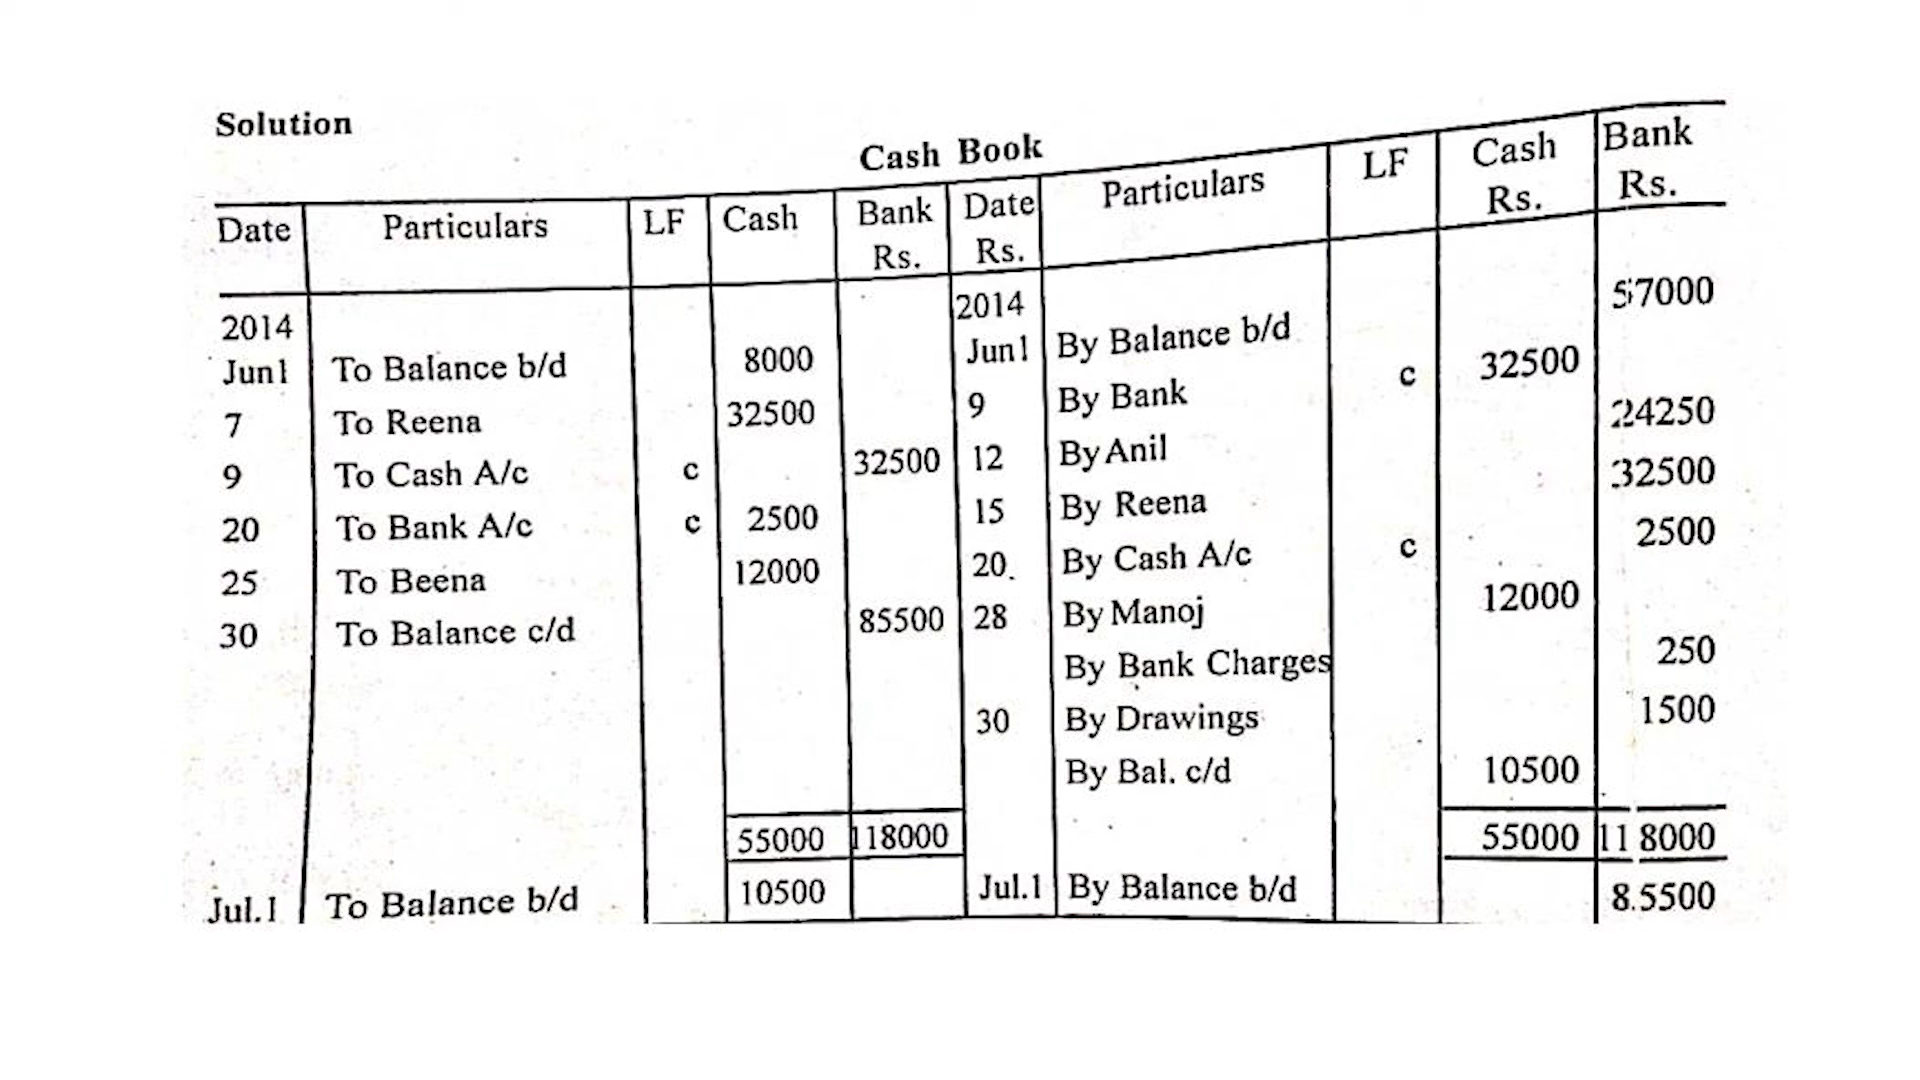 Solution
Cash Book
Date Particulars LF Cash Bank Rs. Date Rs. Particulars LF Cash Rs. Bank Rs.
2014 2014
Jun1 To Balance b/d 8000 Jun1 By Balance b/d 57000
7 To Reena 32500 9 By Bank c 32500
9 To Cash A/c c 32500 12 By Anil 24250
20 To Bank A/c c 2500 15 By Reena 32500
25 To Beena 12000 20. By Cash A/c c 2500
30 To Balance c/d 85500 28 By Manoj 12000
By Bank Charges 250
30 By Drawings 1500
By Bal. c/d 10500
55000 118000 55000 118000
Jul.1 To Balance b/d 10500 Jul.1 By Balance b/d 8.5500